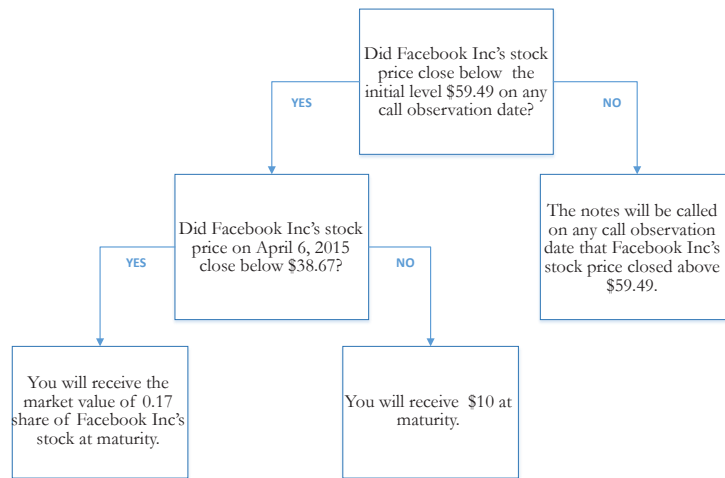 Did Facebook Inc's stock
price close below the
initial level $59.49 on any
call observation date?
YES
NO
Did Facebook Inc's stock
price on April 6, 2015
close below $38.67?
The notes will be called
on any call observation
date that Facebook Inc's
stock price closed above
$59.49.
YES
NO
You will receive the
market value of 0.17
share of Facebook Inc's
stock at maturity.
You will receive $10 at
maturity.